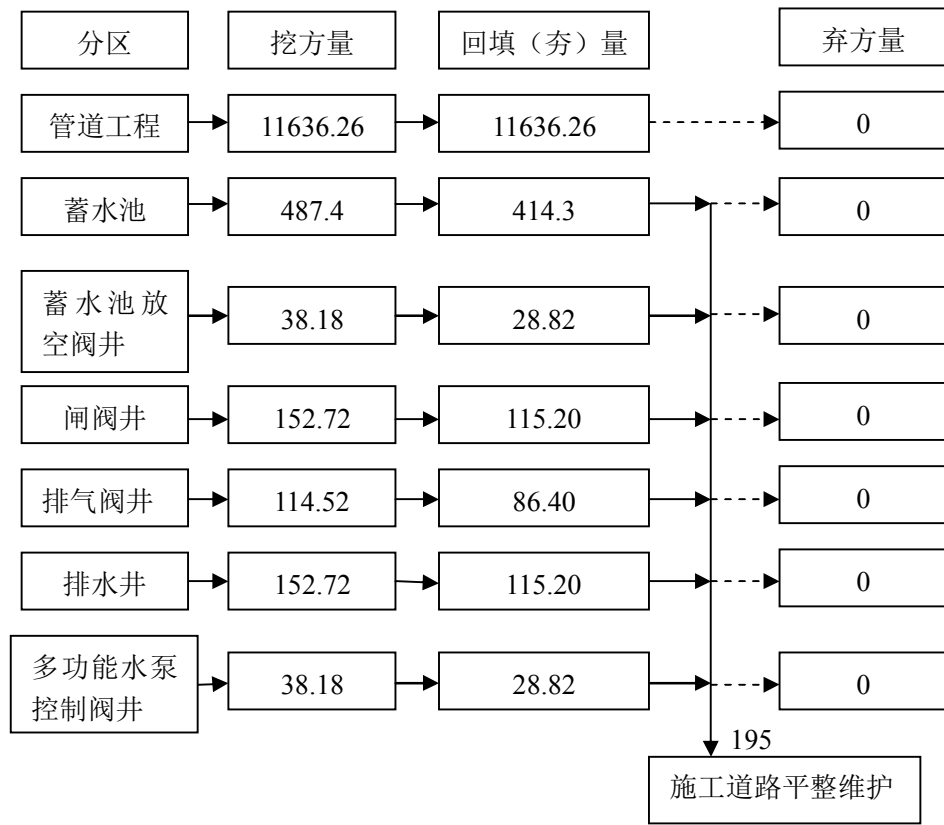 分区 挖方量 回填（夯）量 弃方量
管道工程 11636.26 11636.26 0
蓄水池 487.4 414.3 0
蓄水池放
空阀井 38.18 28.82 0
闸阀井 152.72 115.20 0
排气阀井 114.52 86.40 0
排水井 152.72 115.20 0
多功能水泵
控制阀井 38.18 28.82 0
195
施工道路平整维护